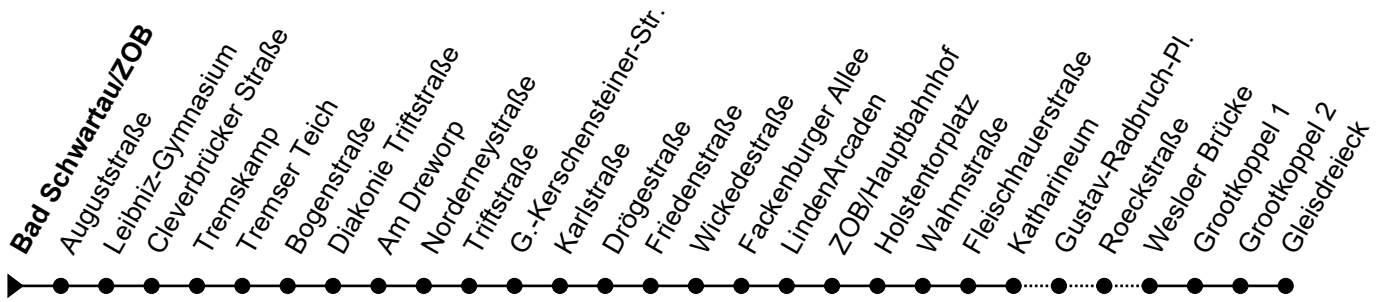 Bad Schwartau/ZOB
Auguststraße
Leibniz-Gymnasium
Cleverbrücker Straße
Tremskamp
Tremser Teich
Bogenstraße
Diakonie Triftstraße
Am Dreworp
Norderneystraße
Triftstraße
G.-Kerschensteiner-Str.
Karlstraße
Drögestraße
Friedenstraße
Wickedestraße
Fackenburger Allee
LindenArcaden
ZOB/Hauptbahnhof
Holstentorplatz
Wahmstraße
Fleischhauerstraße
Katharineum
Gustav-Radbruch-Pl.
Roeckstraße
Wesloer Brücke
Grootkoppel 1
Grootkoppel 2
Gleisdreieck